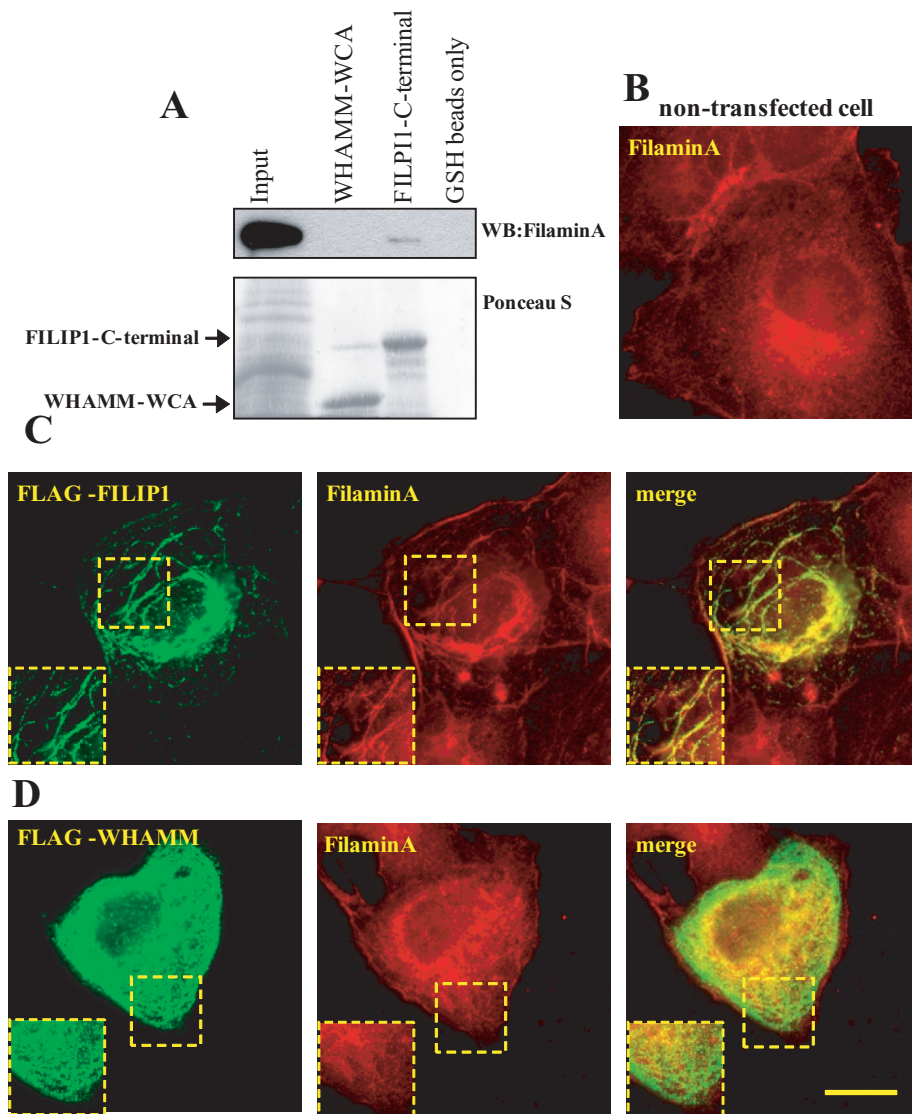 A
Input
WHAMM-WCA
FILPI1-C-terminal
GSH beads only
WB:FilaminA
Ponceau S
FILIP1-C-terminal
WHAMM-WCA
B
non-transfected cell
FilaminA
C
FLAG -FILIP1
FilaminA
merge
D
FLAG -WHAMM
FilaminA
merge